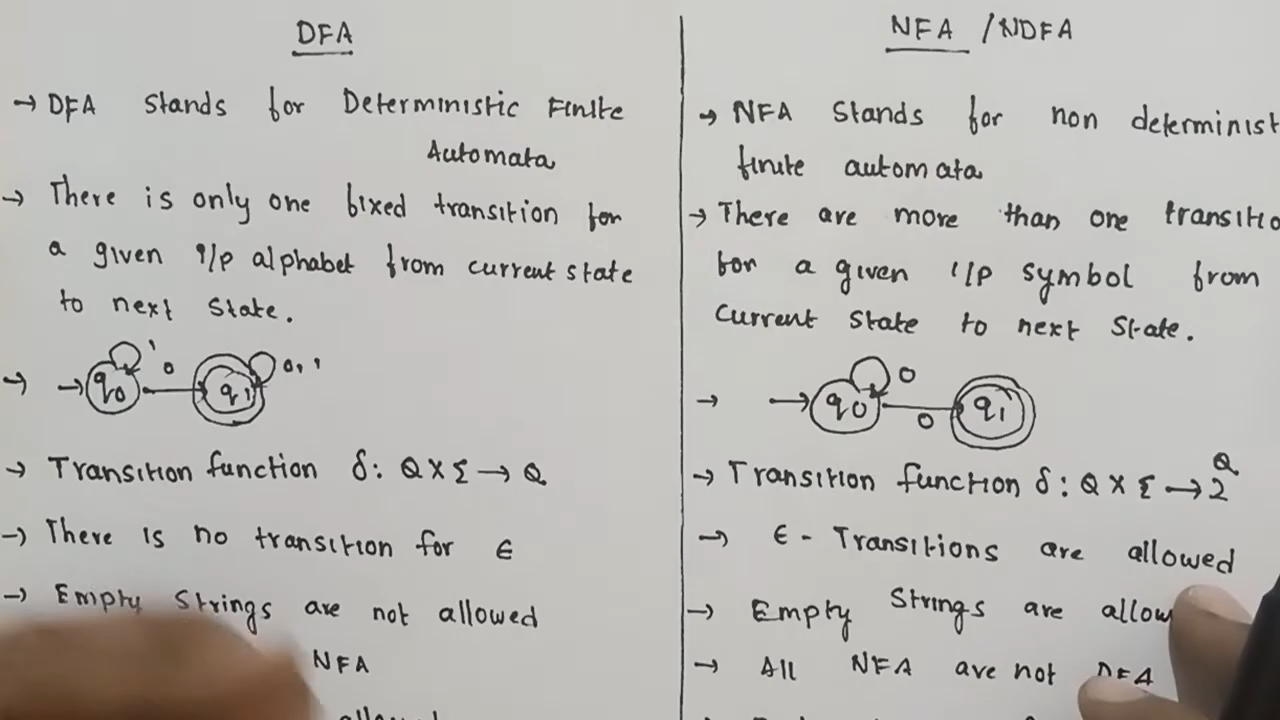 DFA
→ DFA stands for Deterministic Finite
Automata
→ There is only one fixed transition for
a given i/p alphabet from current state
to next state.
→ → q0 1 0 q1 0,1
→ Transition function δ: Q X Σ → Q
→ There is no transition for ϵ
→ Empty Strings are not allowed
NFA
allowed
NFA /NDFA
→ NFA stands for non determinist
finite automata
→ There are more than one transitio
for a given i/p symbol from
Current state to next State.
→ → q0 0 0 q1
→ Transition function δ: Q X Σ → 2^Q
→ ϵ - Transitions are allowed
→ Empty Strings are allow
→ All NFA are not DFA